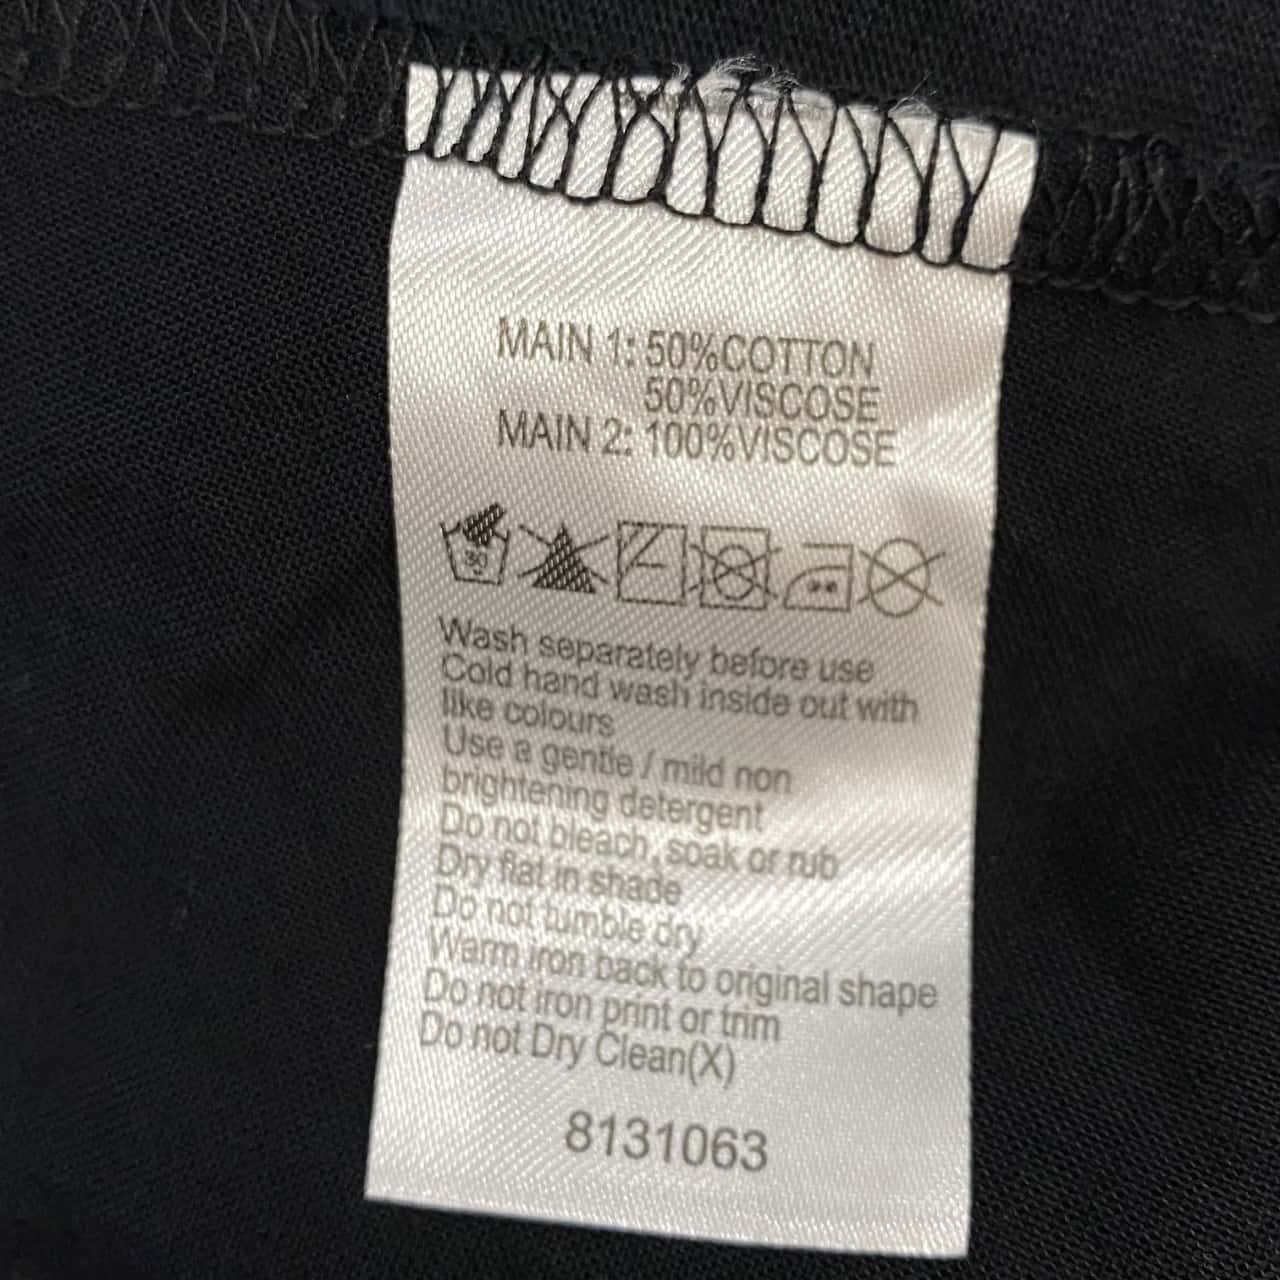 MAIN 1: 50%COTTON
50%VISCOSE
MAIN 2: 100%VISCOSE
Wash separately before use
Cold hand wash inside out with
like colours
Use a gentle / mild non
brightening detergent
Do not bleach, soak or rub
Dry flat in shade
Do not tumble dry
Warm iron back to original shape
Do not iron print or trim
Do not Dry Clean(X)
8131063